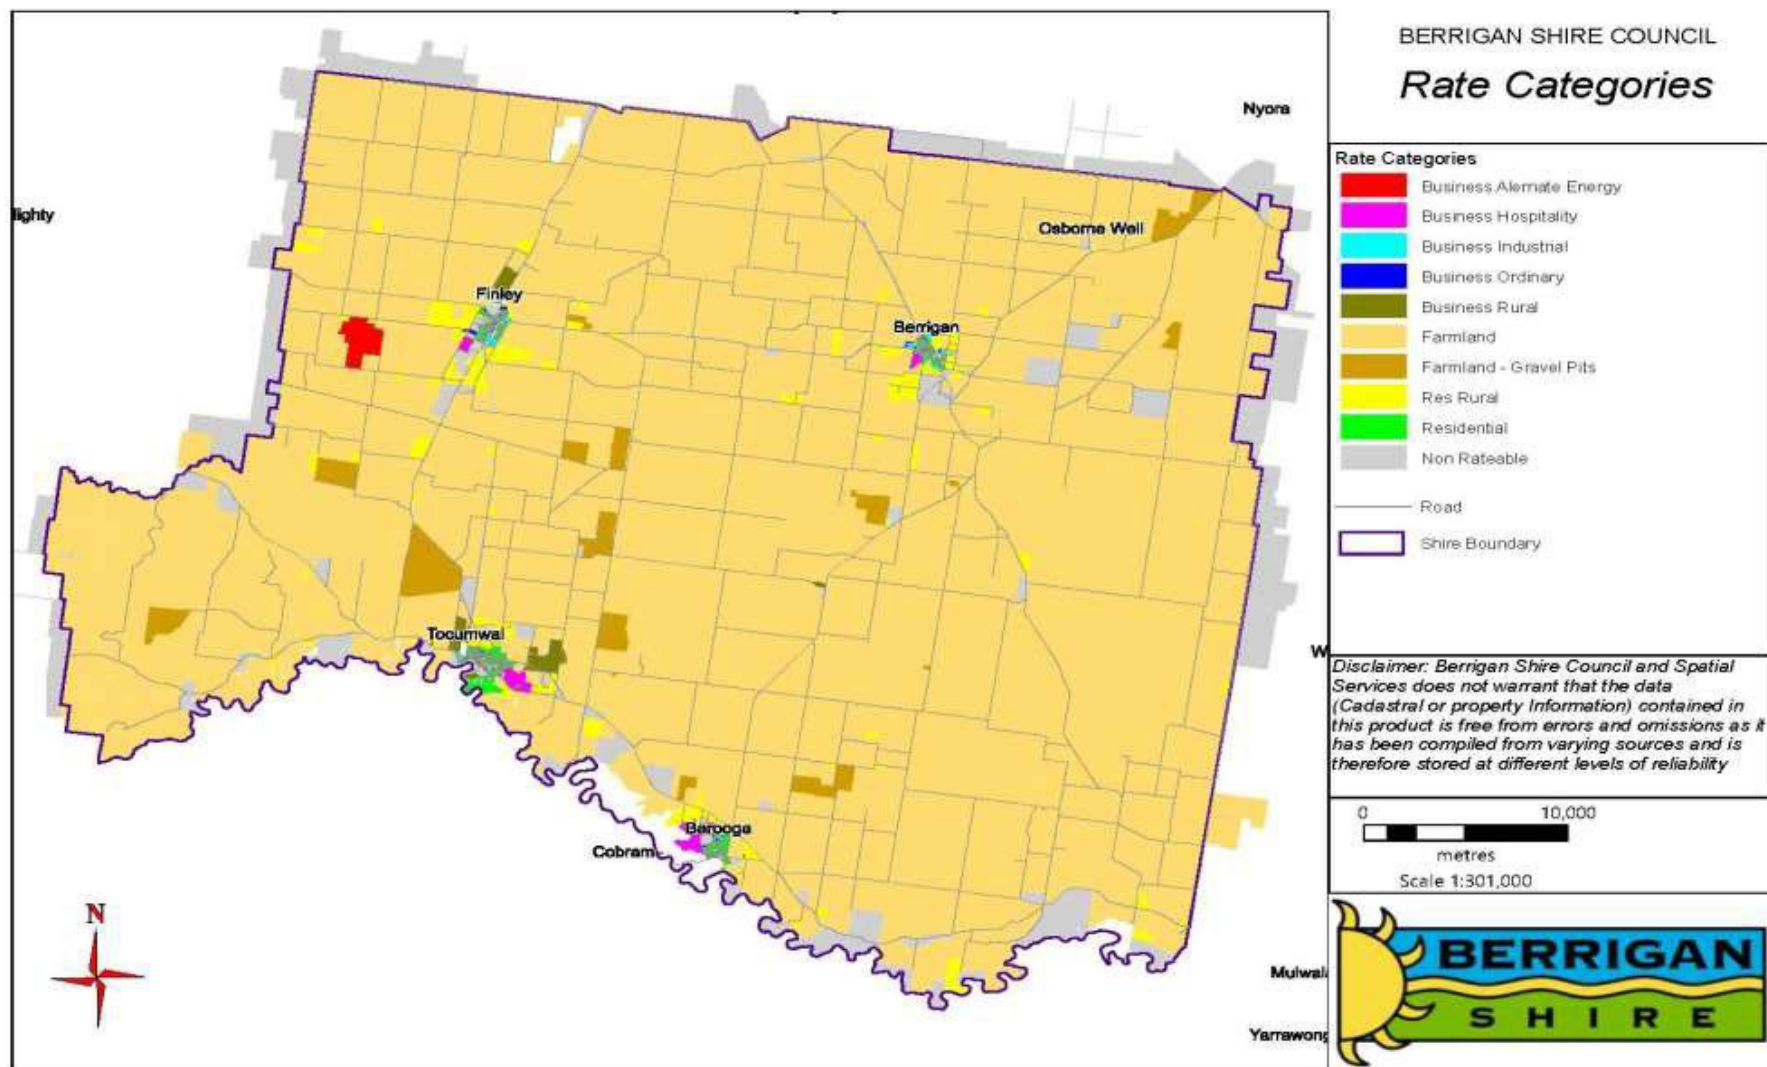 BERRIGAN SHIRE COUNCIL
Rate Categories
Rate Categories
Business Alernate Energy
Business Hospitality
Business Industrial
Business Ordinary
Business Rural
Farmland
Farmland - Gravel Pits
Res Rural
Residential
Non Rateable
Road
Shire Boundary
Disclaimer: Berrigan Shire Council and Spatial
Services does not warrant that the data
(Cadastral or property Information) contained in
this product is free from errors and omissions as it
has been compiled from varying sources and is
therefore stored at different levels of reliability
0 10,000
metres
Scale 1:301,000
BERRIGAN
SHIRE
Nyora
lighty
Osborne Well
Finley
Berrigan
Tocumwal
W
Barooga
Cobram
N
Mulwala
Yarrawong